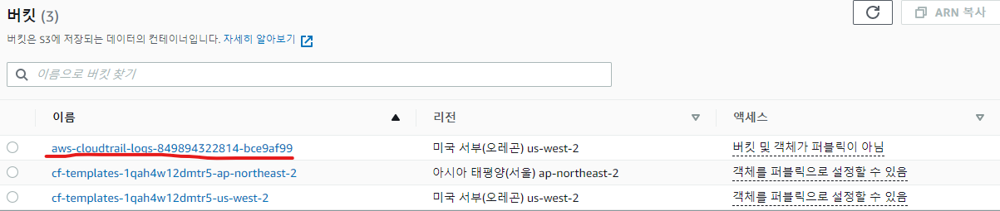 버킷 (3)
ARN 복사
버킷은 S3에 저장되는 데이터의 컨테이너입니다. 자세히 알아보기
이름으로 버킷 찾기
이름 리전 액세스
aws-cloudtrail-logs-849894322814-bce9af99 미국 서부(오레곤) us-west-2 버킷 및 객체가 퍼블릭이 아님
cf-templates-1qah4w12dmtr5-ap-northeast-2 아시아 태평양(서울) ap-northeast-2 객체를 퍼블릭으로 설정할 수 있음
cf-templates-1qah4w12dmtr5-us-west-2 미국 서부(오레곤) us-west-2 객체를 퍼블릭으로 설정할 수 있음